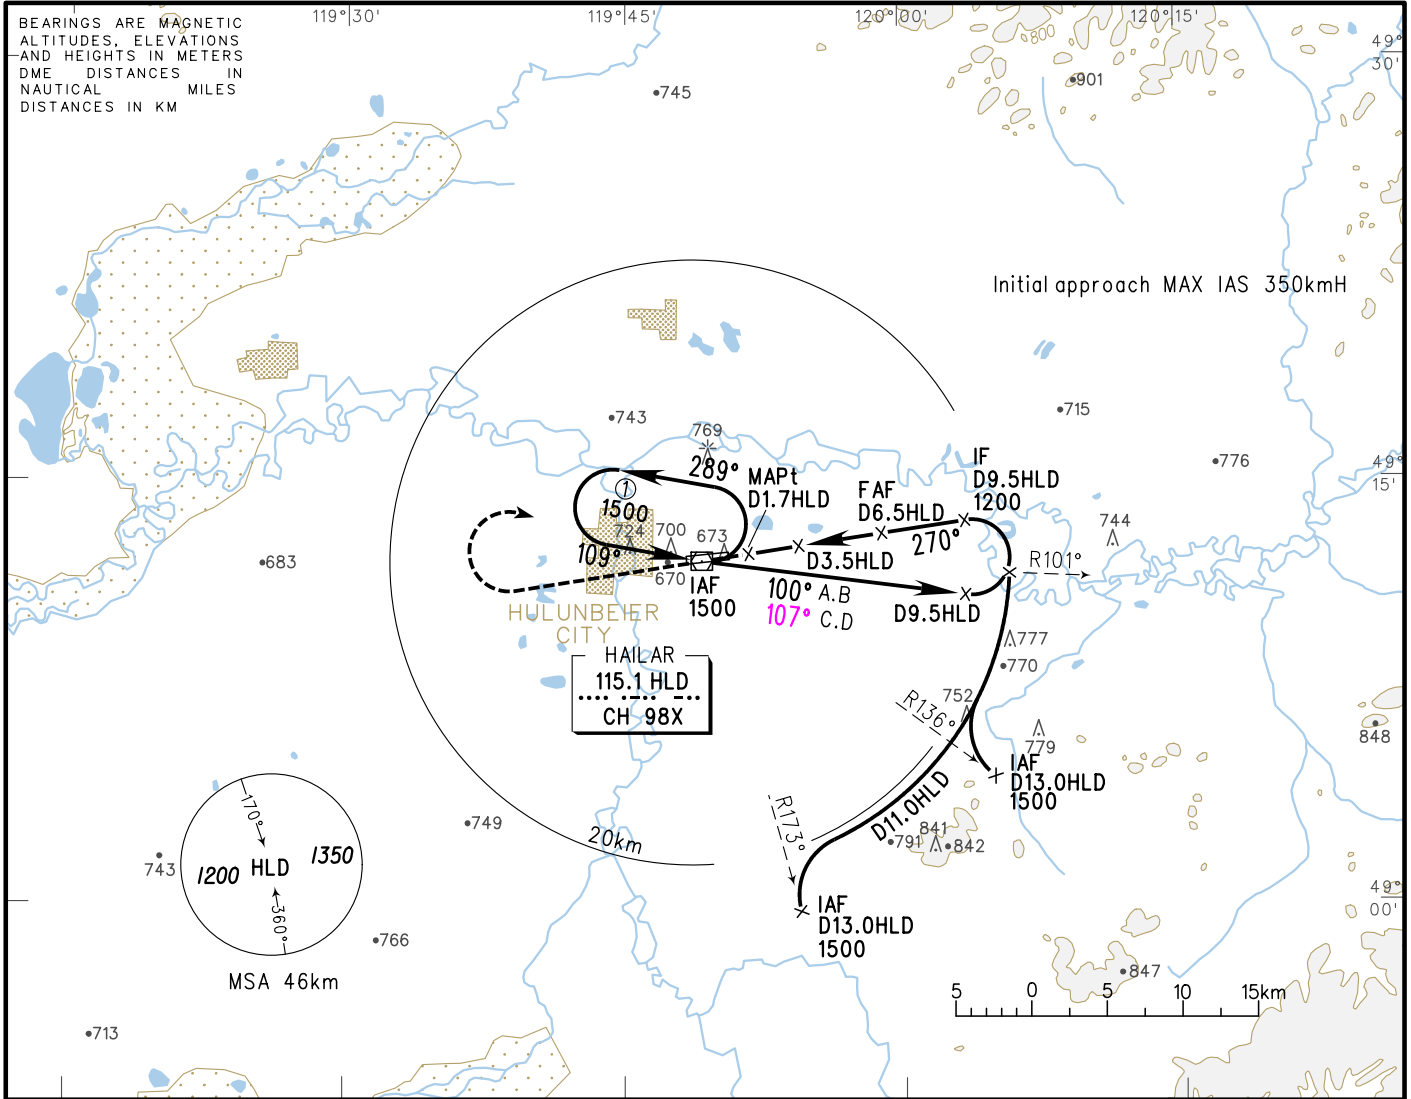 BEARINGS ARE MAGNETIC
ALTITUDES, ELEVATIONS
AND HEIGHTS IN METERS
DME DISTANCES IN
NAUTICAL MILES
DISTANCES IN KM
119°30'
119°45'
120°00'
120°15'
49°
30'
800
901
745
Initial approach MAX IAS 350kmH
743
769
715
776
49°
15'
289°
MAPt
D1.7HLD
FAF
D6.5HLD
IF
D9.5HLD
1200
1
1500
724
700
673
744
109°
270°
D3.5HLD
R101°
683
670
IAF
1500
100° A.B
107° C.D
D9.5HLD
HULUNBEIER
CITY
777
770
HAILAR
115.1 HLD
CH 98X
752
R136°
779
848
IAF
D13.0HLD
1500
D11.0HLD
R173°
749
20km
791
841
842
743
170°
1200
HLD
1350
360°
MSA 46km
766
IAF
D13.0HLD
1500
49°
00'
847
5 0 5 10 15km
713